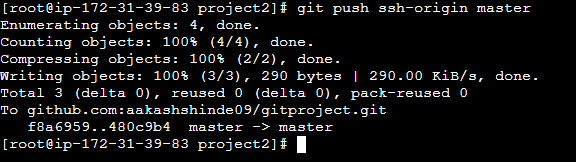 [root@ip-172-31-39-83 project2]# git push ssh-origin master
Enumerating objects: 4, done.
Counting objects: 100% (4/4), done.
Compressing objects: 100% (2/2), done.
Writing objects: 100% (3/3), 290 bytes | 290.00 KiB/s, done.
Total 3 (delta 0), reused 0 (delta 0), pack-reused 0
To github.com:aakashshinde09/gitproject.git
   f8a6959..480c9b4  master -> master
[root@ip-172-31-39-83 project2]#